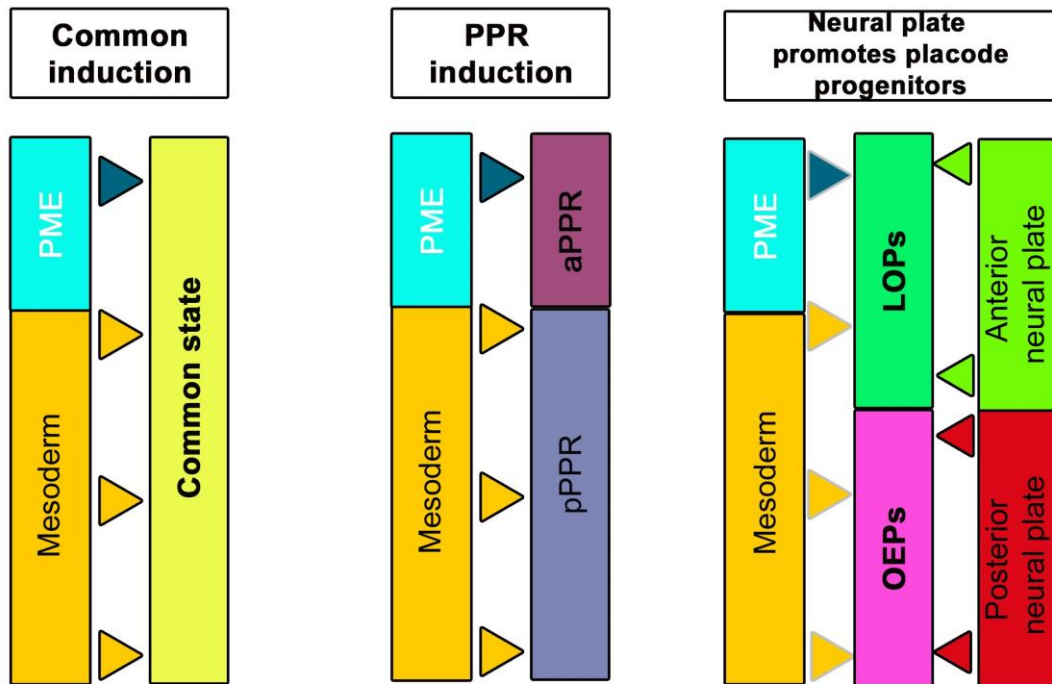 Common
induction
PME
Mesoderm
Common state
PPR
induction
PME
Mesoderm
aPPR
pPPR
Neural plate
promotes placode
progenitors
PME
Mesoderm
LOPs
OEPs
Anterior
neural plate
Posterior
neural plate